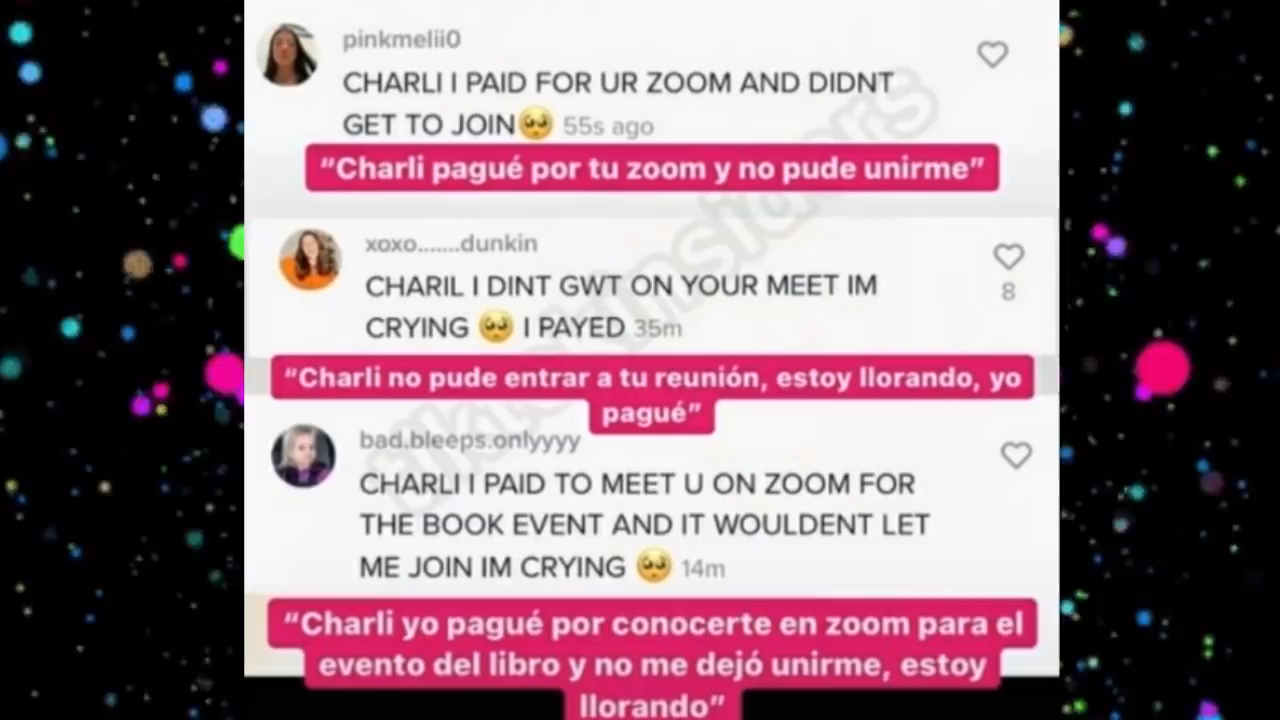 pinkmelii0
CHARLI I PAID FOR UR ZOOM AND DIDNT
GET TO JOIN🥺 55s ago
"Charli pagué por tu zoom y no pude unirme"
xoxo.......dunkin
CHARIL I DINT GWT ON YOUR MEET IM
CRYING 🥺 I PAYED 35m
8
"Charli no pude entrar a tu reunión, estoy llorando, yo
pagué"
bad.bleeps.onlyyyy
CHARLI I PAID TO MEET U ON ZOOM FOR
THE BOOK EVENT AND IT WOULDENT LET
ME JOIN IM CRYING 🥺 14m
"Charli yo pagué por conocerte en zoom para el
evento del libro y no me dejó unirme, estoy
llorando"